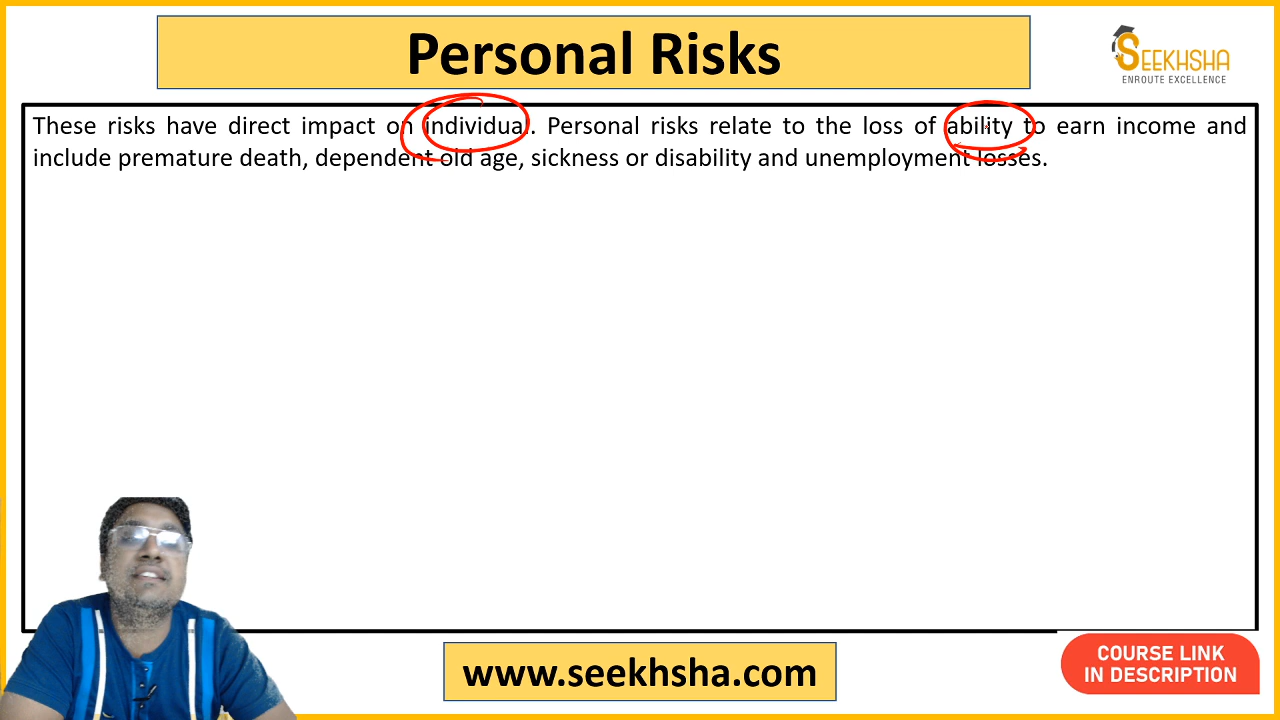 Personal Risks
SEEKHSHA
ENROUTE EXCELLENCE
These risks have direct impact on individual. Personal risks relate to the loss of ability to earn income and
include premature death, dependent old age, sickness or disability and unemployment losses.
www.seekhsha.com
COURSE LINK
IN DESCRIPTION